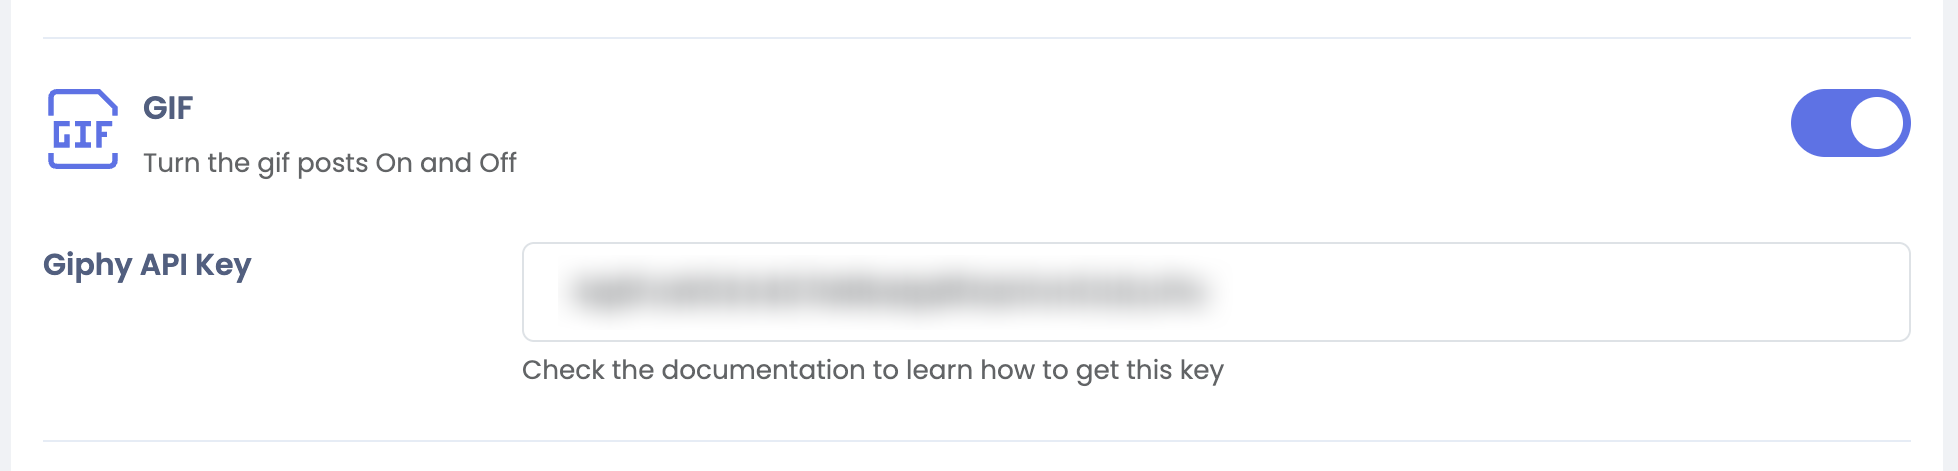 GIF
GIF
Turn the gif posts On and Off
Giphy API Key
Check the documentation to learn how to get this key